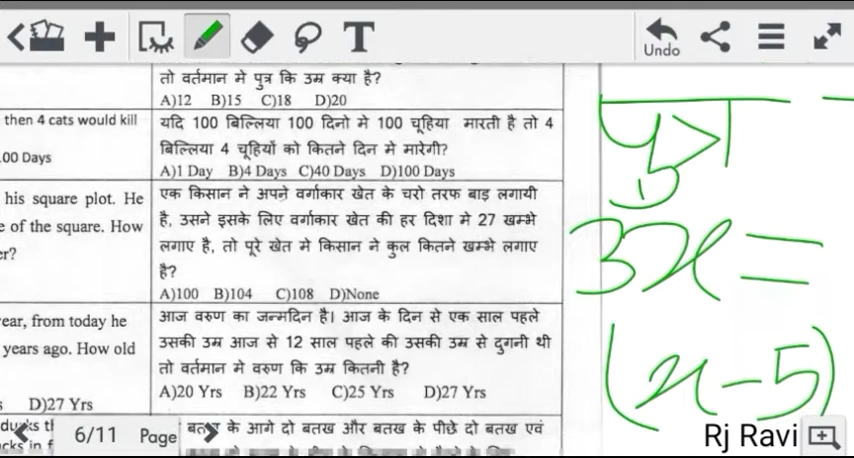 T
Undo
तो वर्तमान मे पुत्र कि उम्र क्या है?
A)12 B)15 C)18 D)20
then 4 cats would kill
00 Days
यदि 100 बिल्लिया 100 दिनो मे 100 चूहिया मारती है तो 4
बिल्लिया 4 चूहियों को कितने दिन मे मारेगी?
A)1 Day B)4 Days C)40 Days D)100 Days
his square plot. He
e of the square. How
er?
एक किसान ने अपने वर्गाकार खेत के चरो तरफ बाड़ लगायी
है, उसने इसके लिए वर्गाकार खेत की हर दिशा मे 27 खम्भे
लगाए है, तो पूरे खेत मे किसान ने कुल कितने खम्भे लगाए
है?
A)100 B)104 C)108 D)None
ear, from today he
years ago. How old
D)27 Yrs
आज वरुण का जन्मदिन है। आज के दिन से एक साल पहले
उसकी उम्र आज से 12 साल पहले की उसकी उम्र से दुगनी थी
तो वर्तमान मे वरुण कि उम्र कितनी है?
A)20 Yrs B)22 Yrs C)25 Yrs D)27 Yrs
के आगे दो बतख और बतख के पीछे दो बतख एवं
3x=
(x-5)
6/11 Page
Rj Ravi